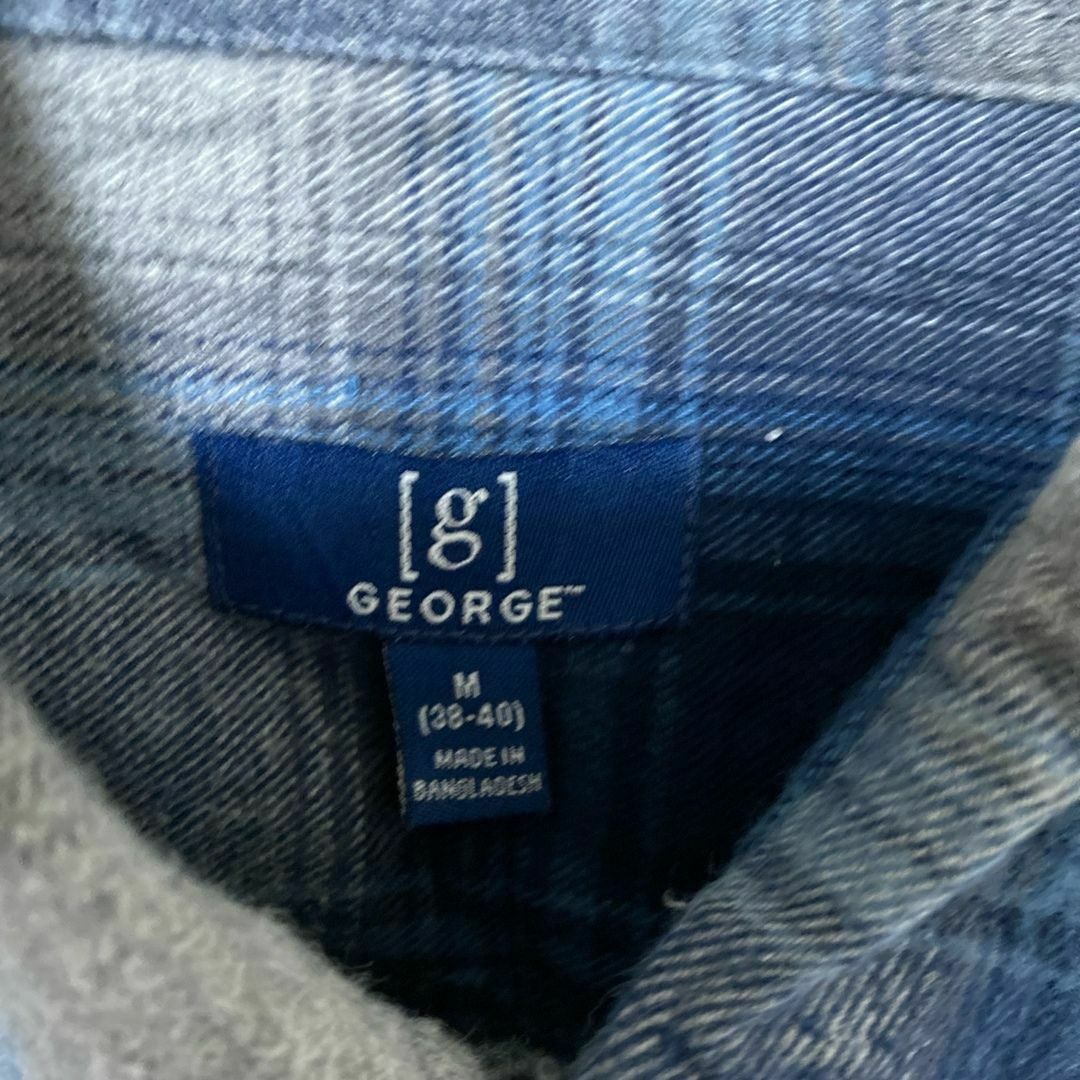 [g]
GEORGE™
M
(38-40)
MADE IN
BANGLADESH